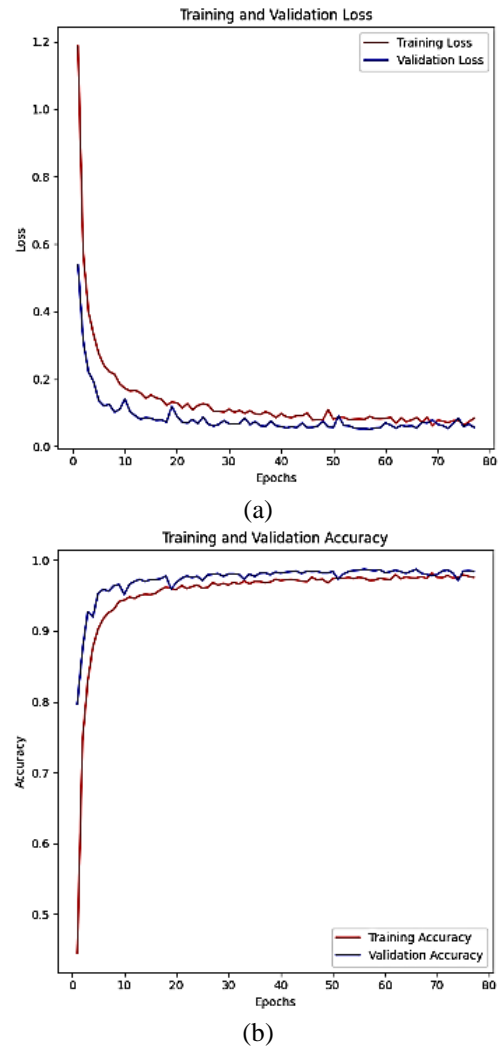 Training and Validation Loss
Training Loss
Validation Loss
1.2
1.0
0.8
0.6
0.4
0.2
0.0
Loss
0 10 20 30 40 50 60 70 80
Epochs
(a)
Training and Validation Accuracy
1.0
0.9
0.8
0.7
0.6
0.5
Accuracy
Training Accuracy
Validation Accuracy
0 10 20 30 40 50 60 70 80
Epochs
(b)